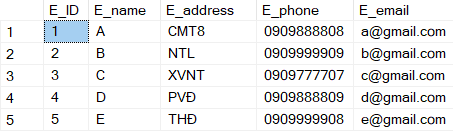 E_ID E_name E_address E_phone E_email
1 1 A CMT8 0909888808 a@gmail.com
2 2 B NTL 0909999909 b@gmail.com
3 3 C XVNT 0909777707 c@gmail.com
4 4 D PVĐ 0909888809 d@gmail.com
5 5 E THĐ 0909999908 e@gmail.com